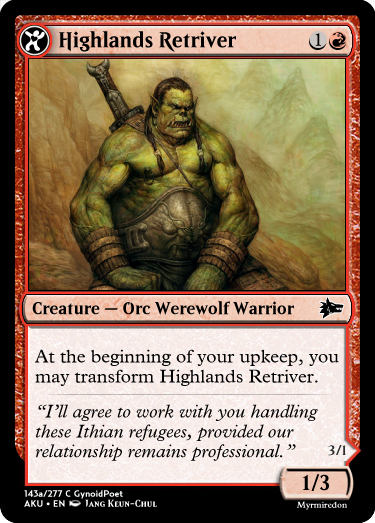 Highlands Retriver 1
Creature — Orc Werewolf Warrior
At the beginning of your upkeep, you
may transform Highlands Retriver.
“I’ll agree to work with you handling
these Ithian refugees, provided our
relationship remains professional.”
3/1
1/3
143a/277 C GynoidPoet
AKU • EN Jang Keun-Chul
Myrmiredon